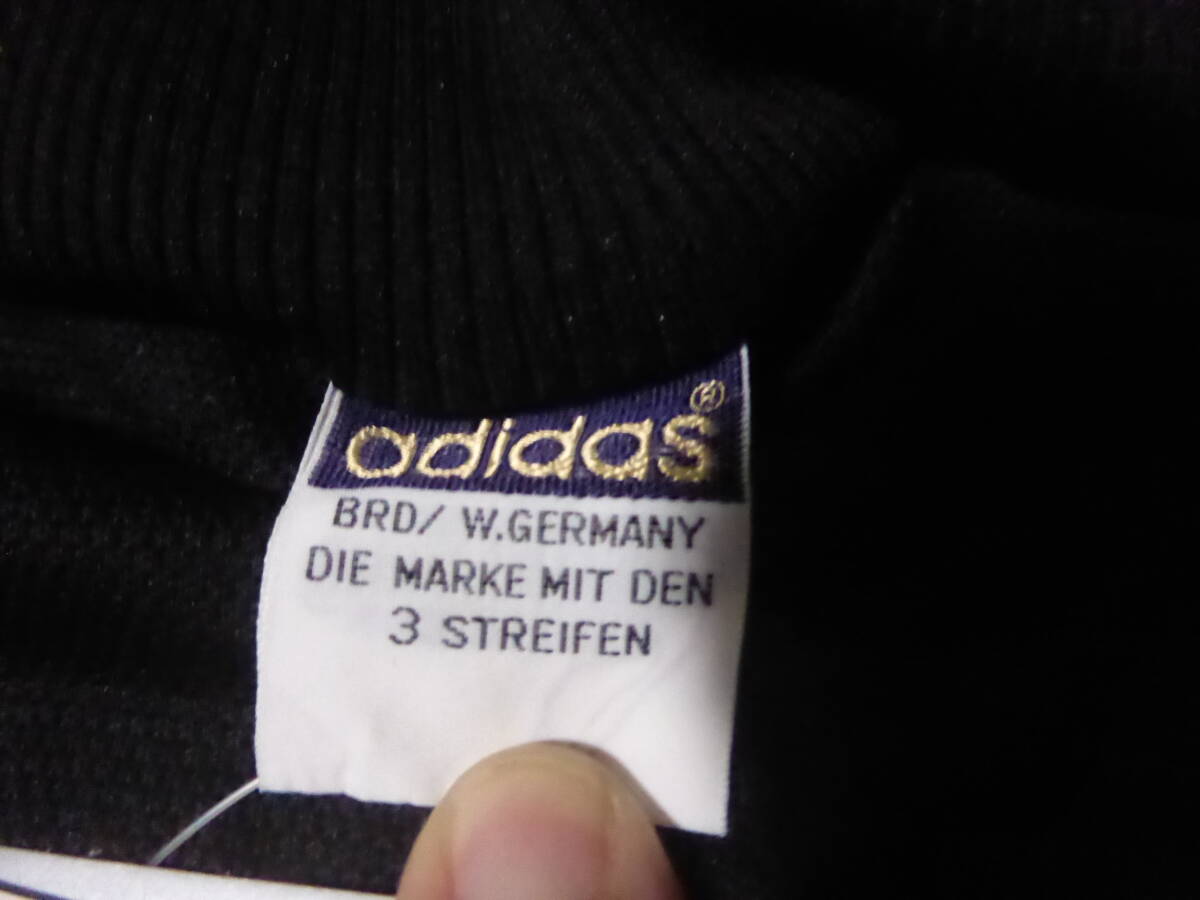 adidas®
BRD/ W.GERMANY
DIE MARKE MIT DEN
3 STREIFEN